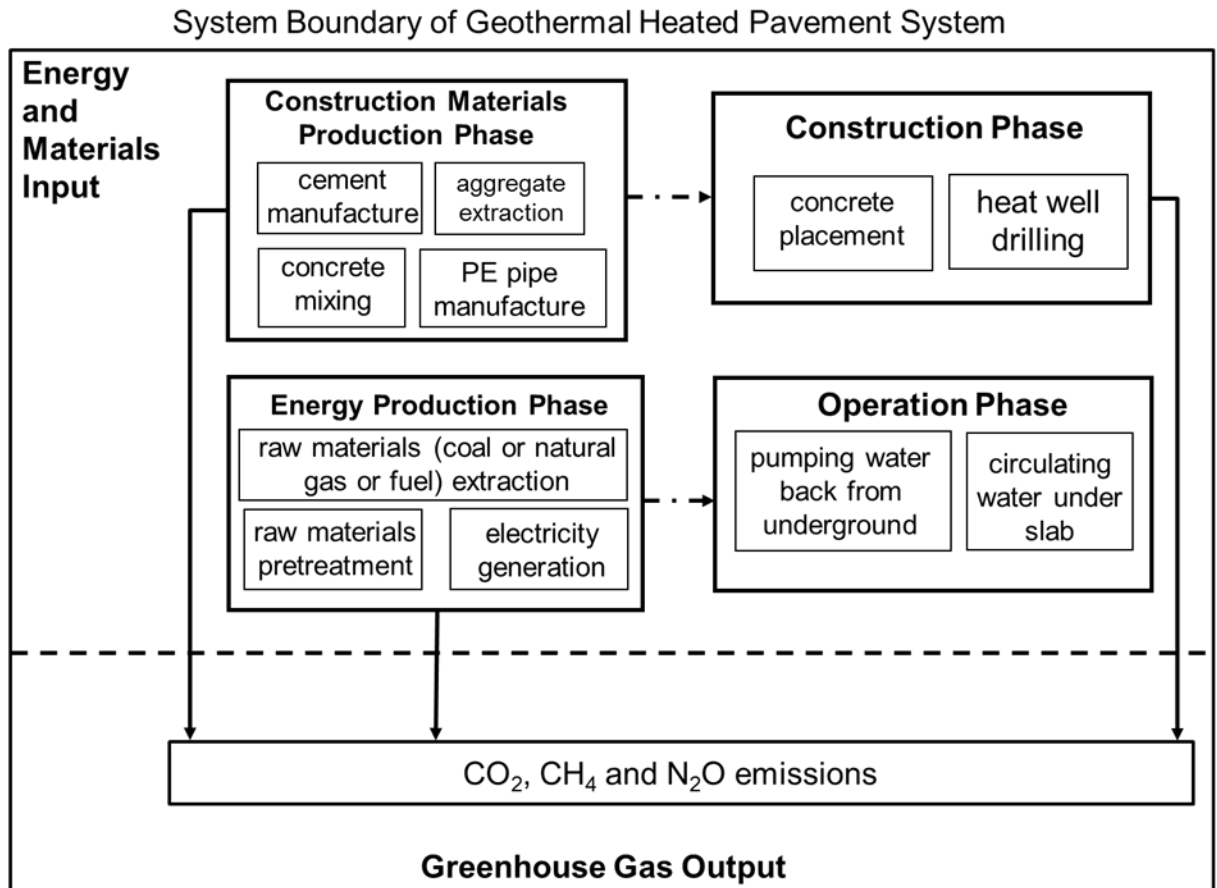 System Boundary of Geothermal Heated Pavement System
Energy
and
Materials
Input
Construction Materials
Production Phase
cement
manufacture
aggregate
extraction
concrete
mixing
PE pipe
manufacture
Construction Phase
concrete
placement
heat well
drilling
Energy Production Phase
raw materials (coal or natural
gas or fuel) extraction
raw materials
pretreatment
electricity
generation
Operation Phase
pumping water
back from
underground
circulating
water under
slab
CO₂, CH₄ and N₂O emissions
Greenhouse Gas Output